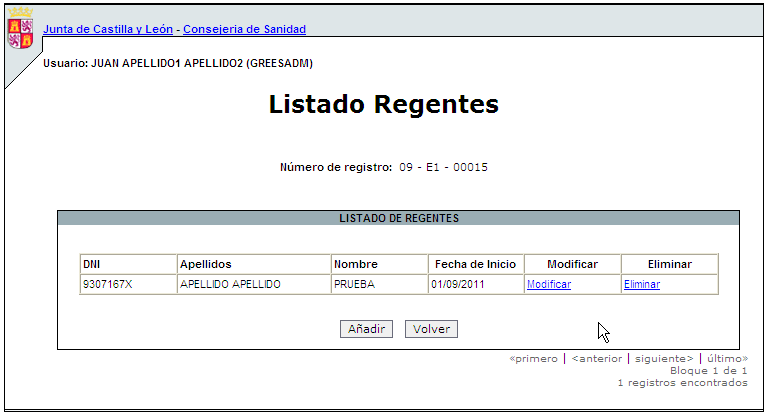 Junta de Castilla y León - Consejeria de Sanidad
Usuario: JUAN APELLIDO1 APELLIDO2 (GREESADM)
Listado Regentes
Número de registro: 09 - E1 - 00015
LISTADO DE REGENTES
DNI Apellidos Nombre Fecha de Inicio Modificar Eliminar
9307167X APELLIDO APELLIDO PRUEBA 01/09/2011 Modificar Eliminar
Añadir Volver
«primero | <anterior | siguiente> | último»
Bloque 1 de 1
1 registros encontrados